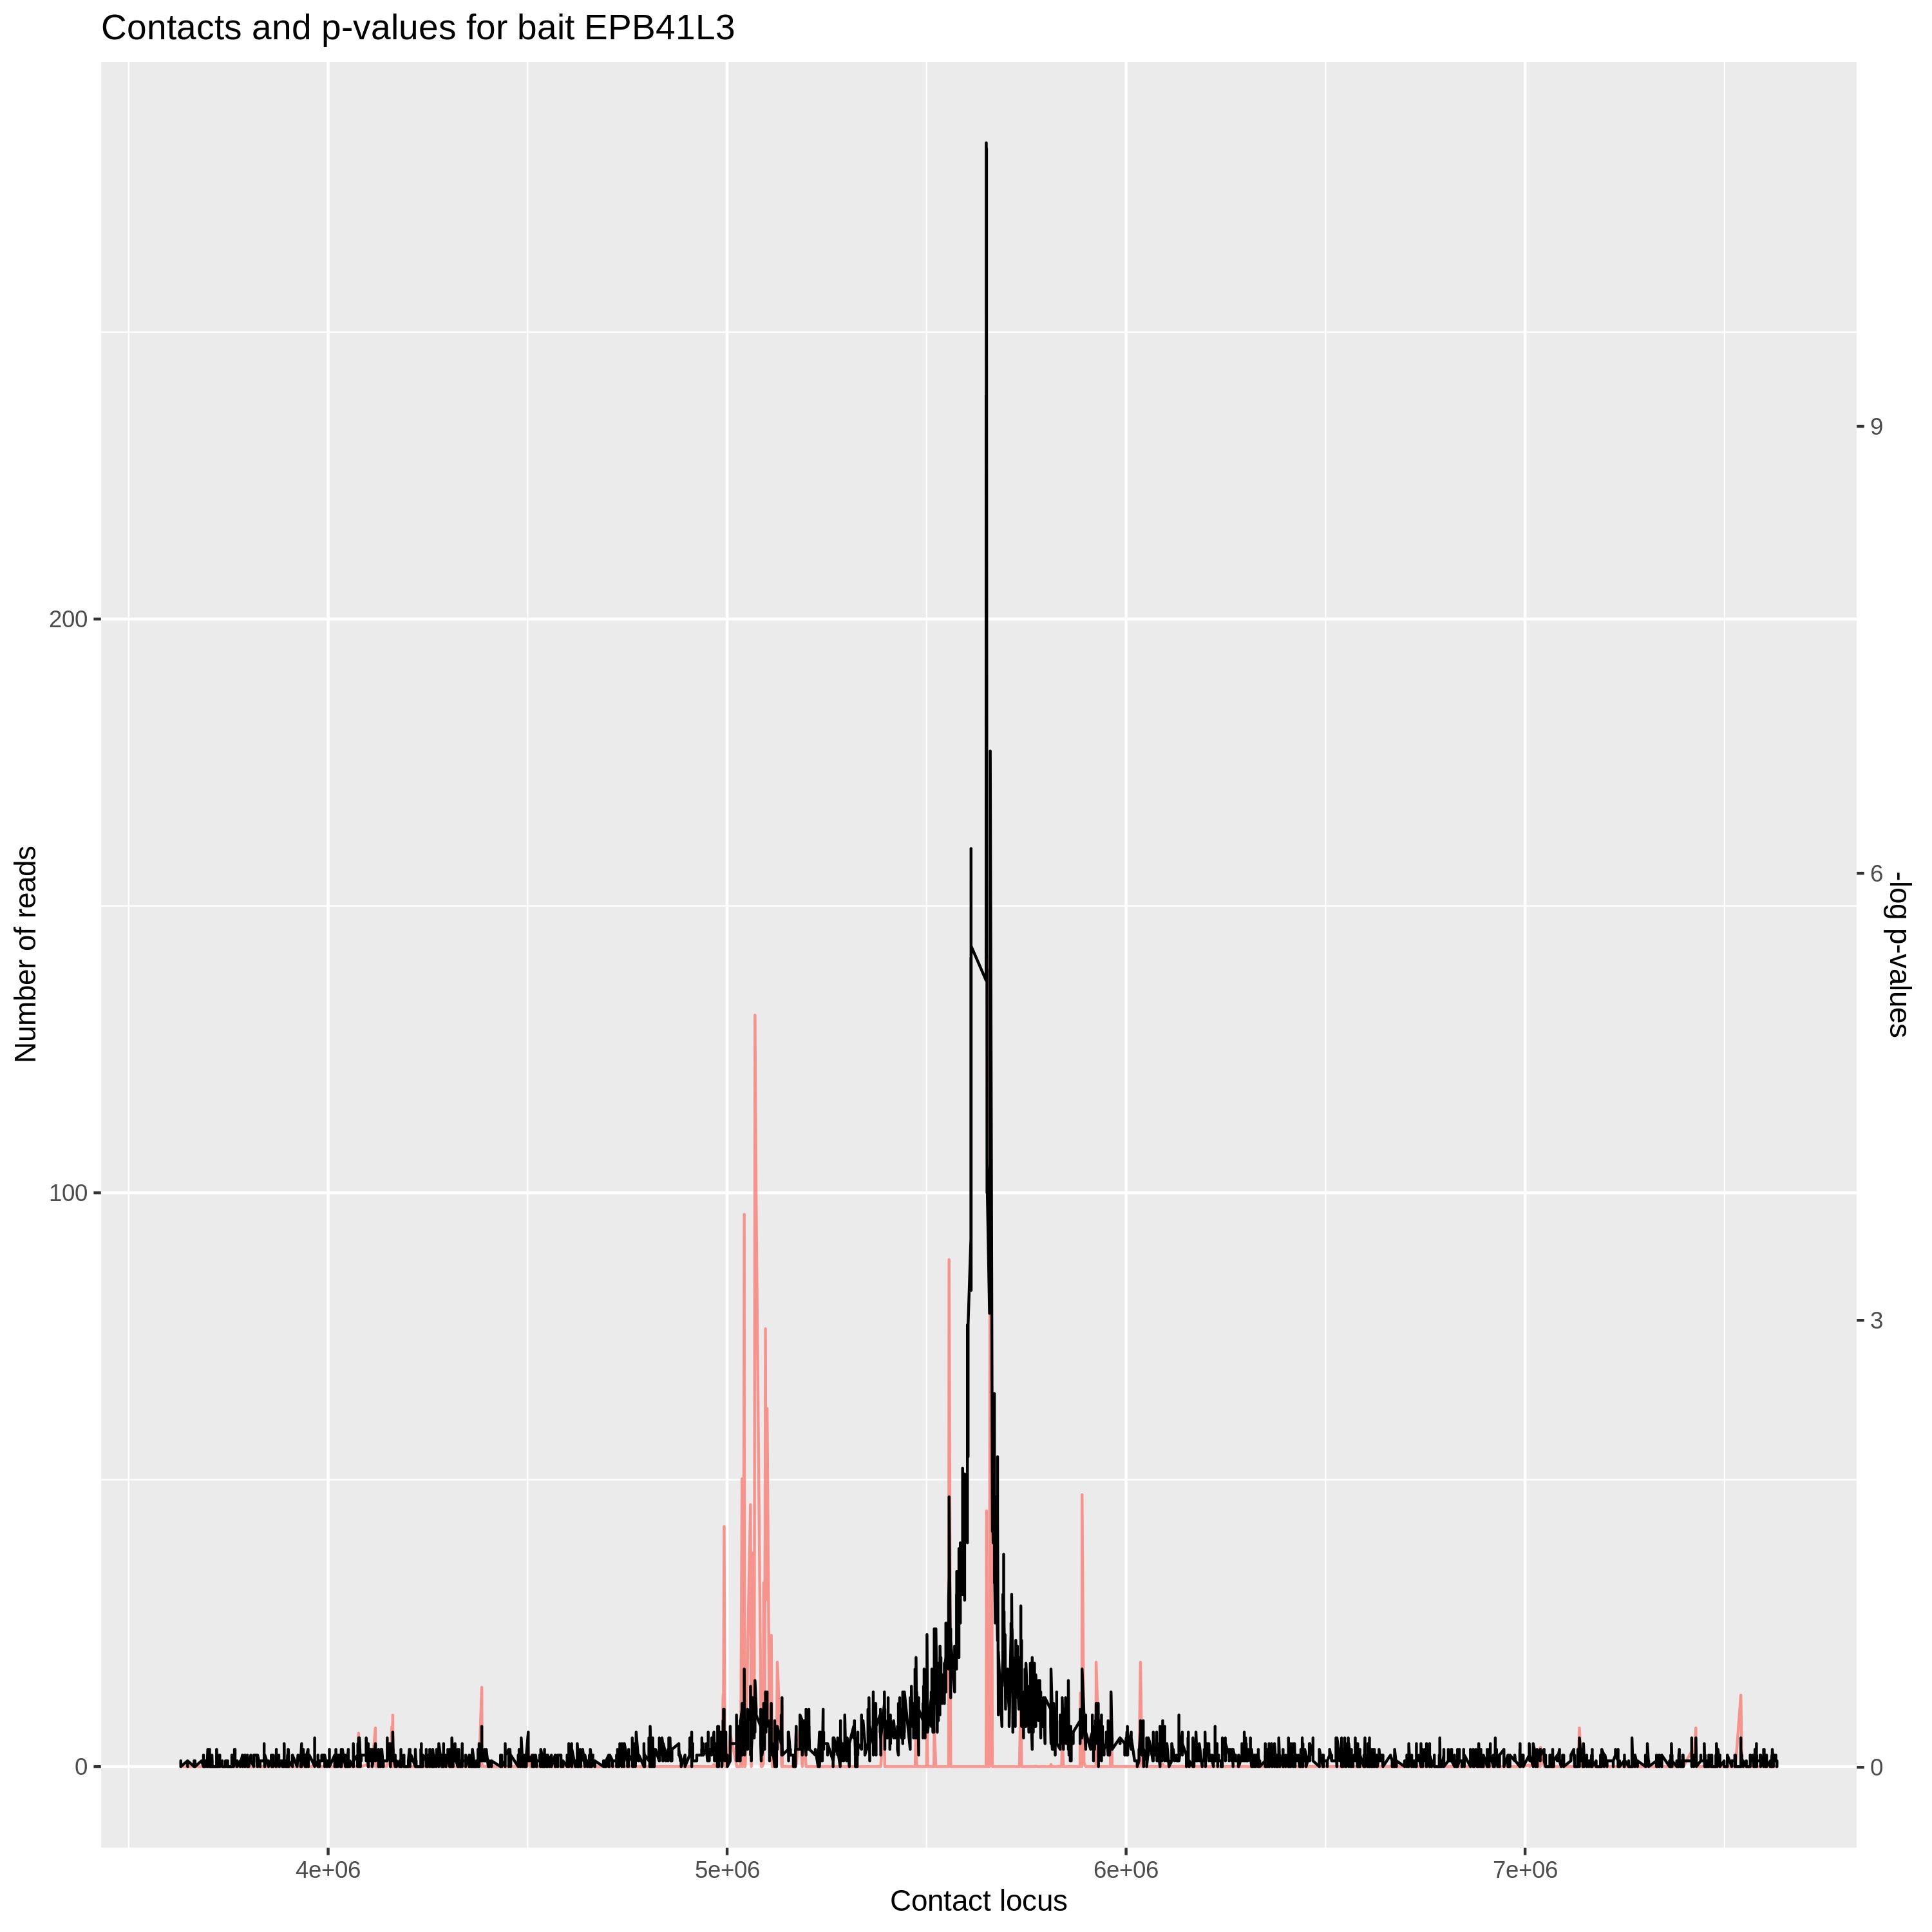 Contacts and p-values for bait EPB41L3
Number of reads
200
100
0
9
6
3
0
-log p-values
4e+06
5e+06
6e+06
7e+06
Contact locus